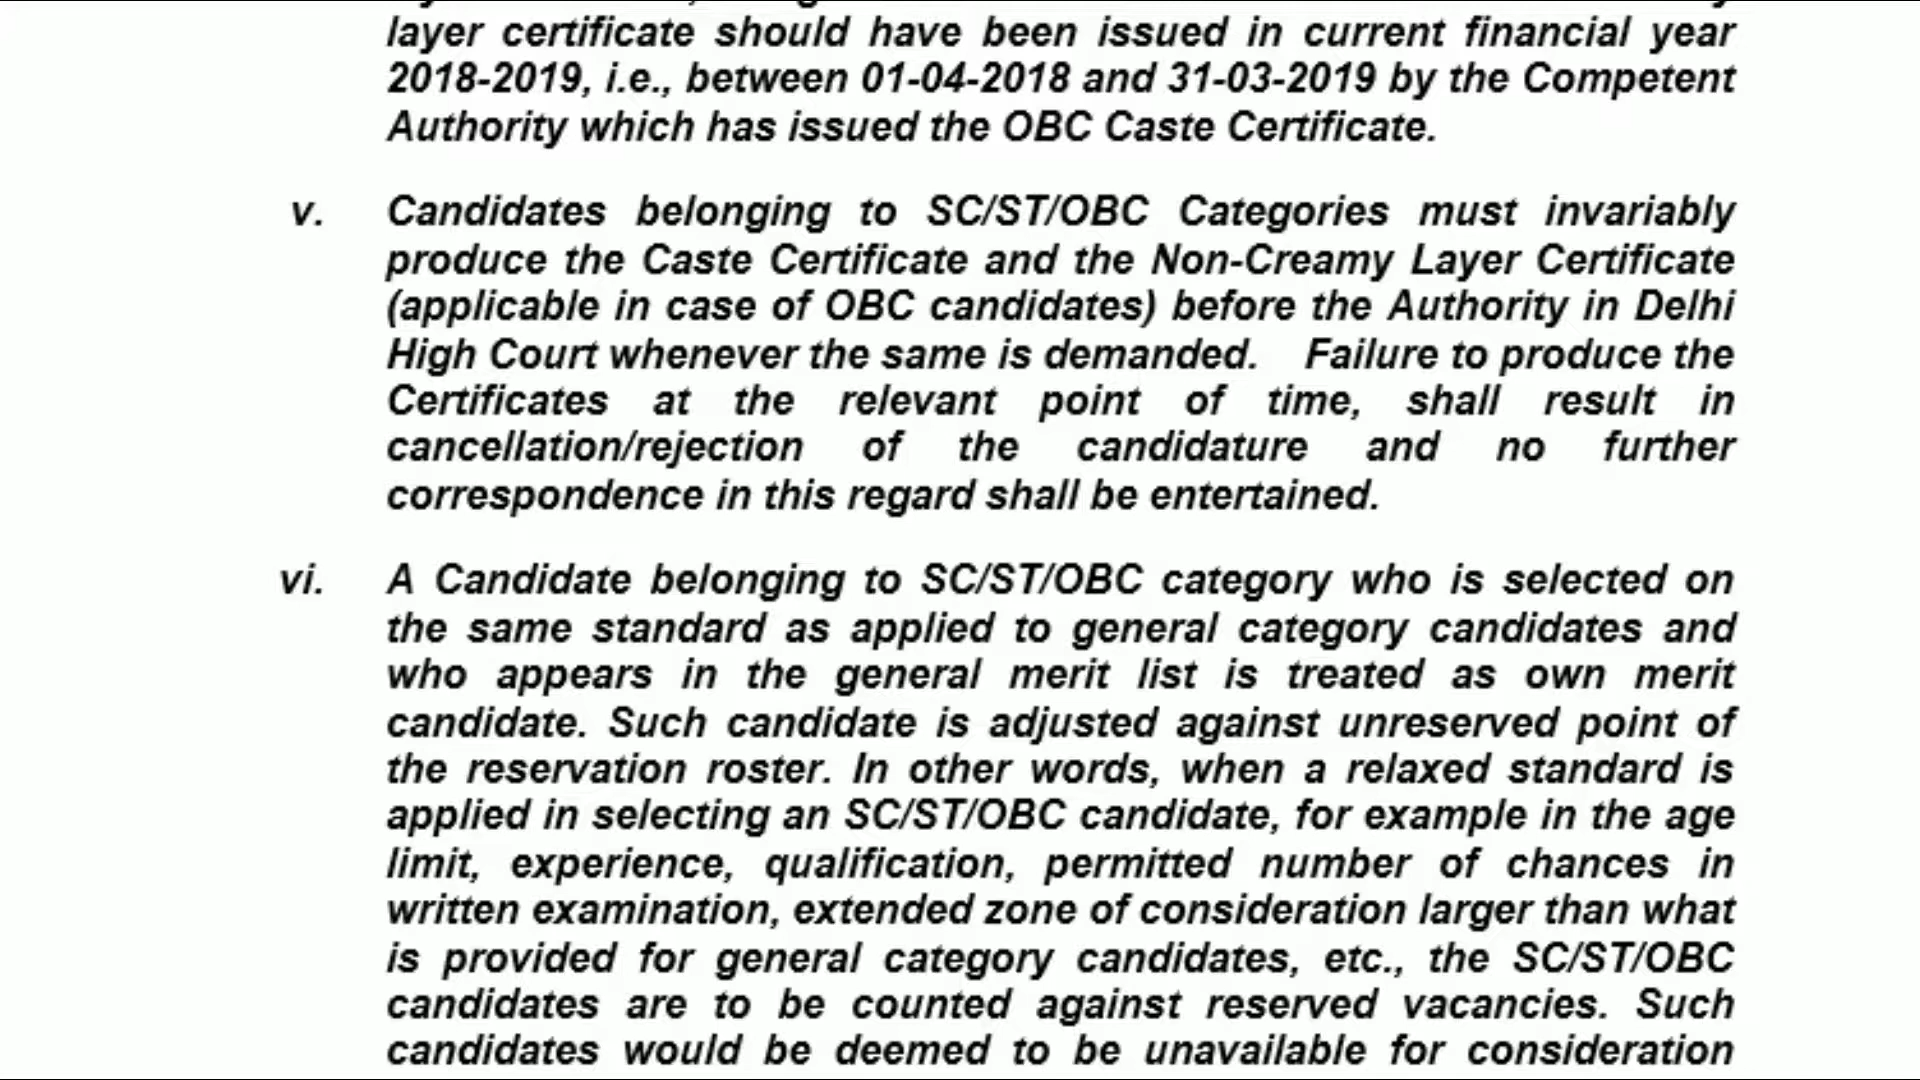 layer certificate should have been issued in current financial year
2018-2019, i.e., between 01-04-2018 and 31-03-2019 by the Competent
Authority which has issued the OBC Caste Certificate.
v. Candidates belonging to SC/ST/OBC Categories must invariably
produce the Caste Certificate and the Non-Creamy Layer Certificate
(applicable in case of OBC candidates) before the Authority in Delhi
High Court whenever the same is demanded. Failure to produce the
Certificates at the relevant point of time, shall result in
cancellation/rejection of the candidature and no further
correspondence in this regard shall be entertained.
vi. A Candidate belonging to SC/ST/OBC category who is selected on
the same standard as applied to general category candidates and
who appears in the general merit list is treated as own merit
candidate. Such candidate is adjusted against unreserved point of
the reservation roster. In other words, when a relaxed standard is
applied in selecting an SC/ST/OBC candidate, for example in the age
limit, experience, qualification, permitted number of chances in
written examination, extended zone of consideration larger than what
is provided for general category candidates, etc., the SC/ST/OBC
candidates are to be counted against reserved vacancies. Such
candidates would be deemed to be unavailable for consideration